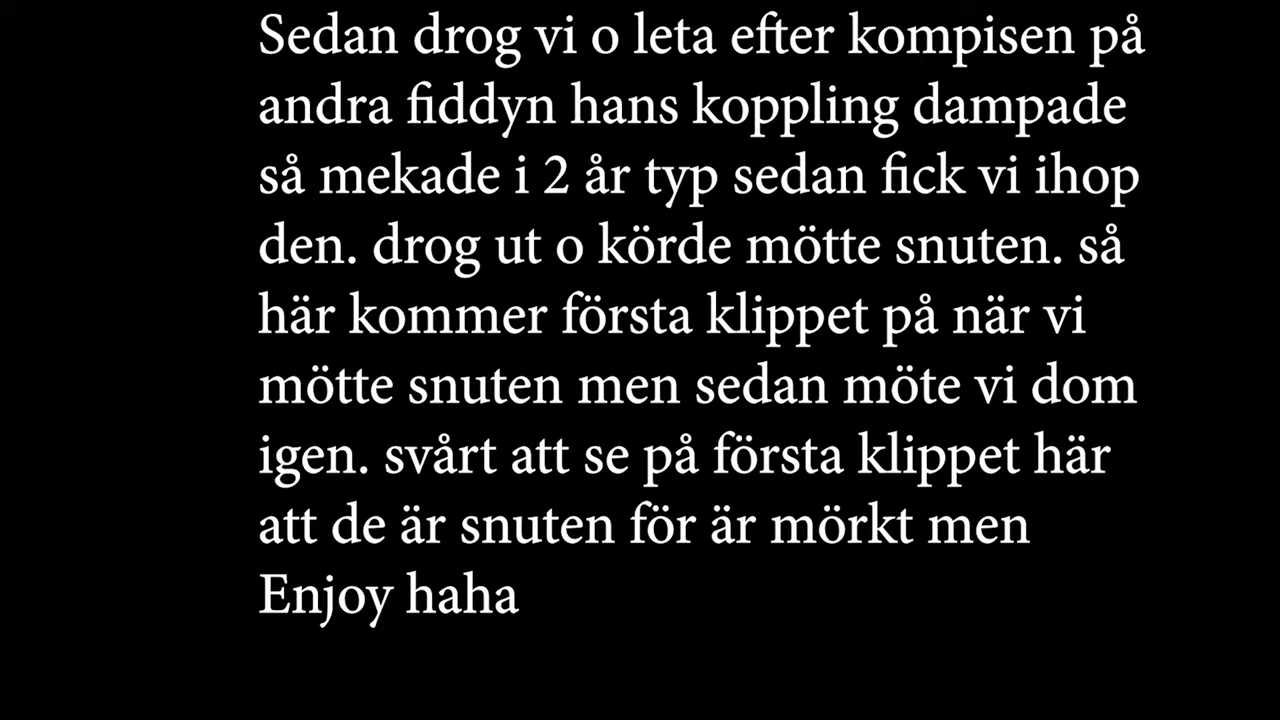 Sedan drog vi o leta efter kompisen på
andra fiddyn hans koppling dampade
så mekade i 2 år typ sedan fick vi ihop
den. drog ut o körde mötte snuten. så
här kommer första klippet på när vi
mötte snuten men sedan möte vi dom
igen. svårt att se på första klippet här
att de är snuten för är mörkt men
Enjoy haha